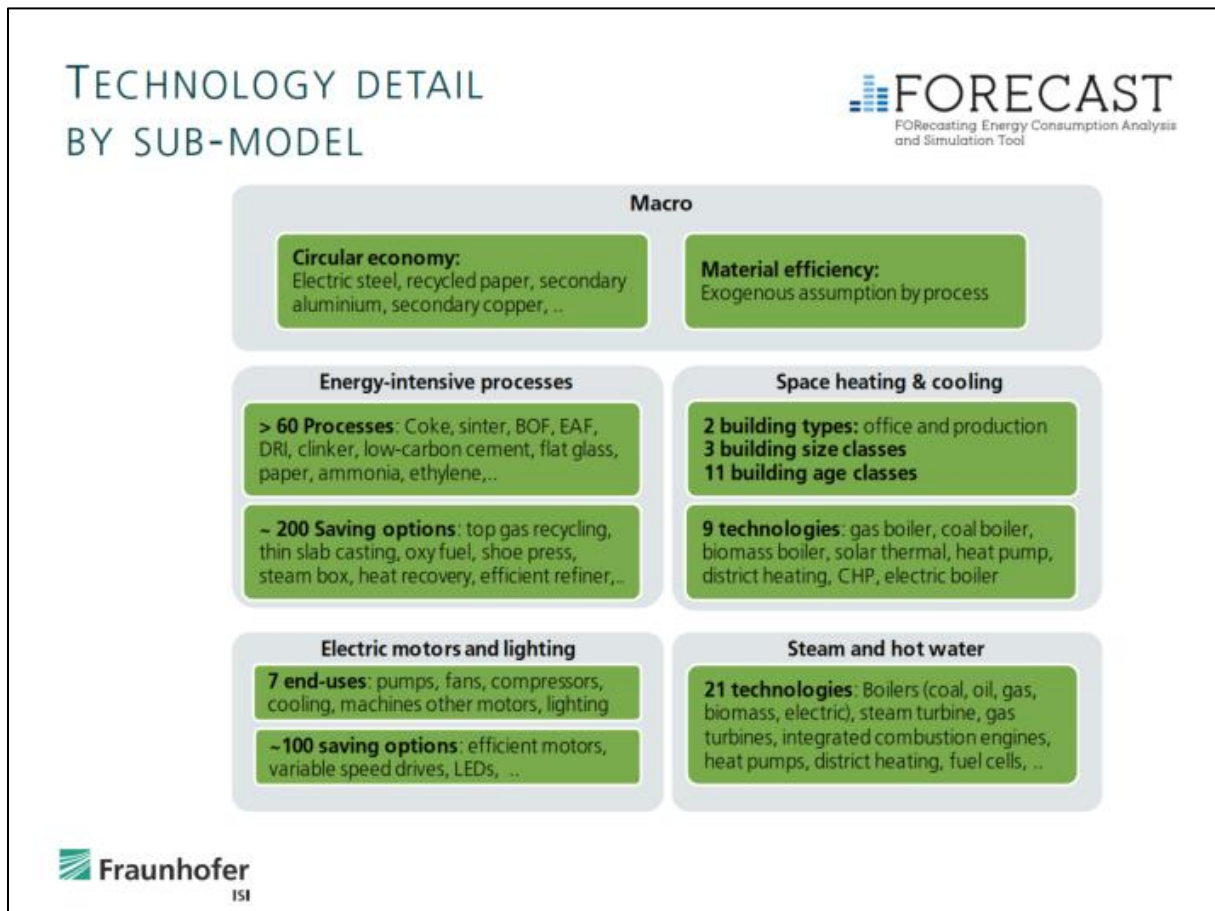 TECHNOLOGY DETAIL
BY SUB-MODEL
FORECAST
FORecasting Energy Consumption Analysis
and Simulation Tool
Macro
Circular economy:
Electric steel, recycled paper, secondary
aluminium, secondary copper, ..
Material efficiency:
Exogenous assumption by process
Energy-intensive processes
> 60 Processes: Coke, sinter, BOF, EAF,
DRI, clinker, low-carbon cement, flat glass,
paper, ammonia, ethylene,..
~ 200 Saving options: top gas recycling,
thin slab casting, oxy fuel, shoe press,
steam box, heat recovery, efficient refiner,..
Space heating & cooling
2 building types: office and production
3 building size classes
11 building age classes
9 technologies: gas boiler, coal boiler,
biomass boiler, solar thermal, heat pump,
district heating, CHP, electric boiler
Electric motors and lighting
7 end-uses: pumps, fans, compressors,
cooling, machines other motors, lighting
~100 saving options: efficient motors,
variable speed drives, LEDs, ..
Steam and hot water
21 technologies: Boilers (coal, oil, gas,
biomass, electric), steam turbine, gas
turbines, integrated combustion engines,
heat pumps, district heating, fuel cells, ..
Fraunhofer
ISI